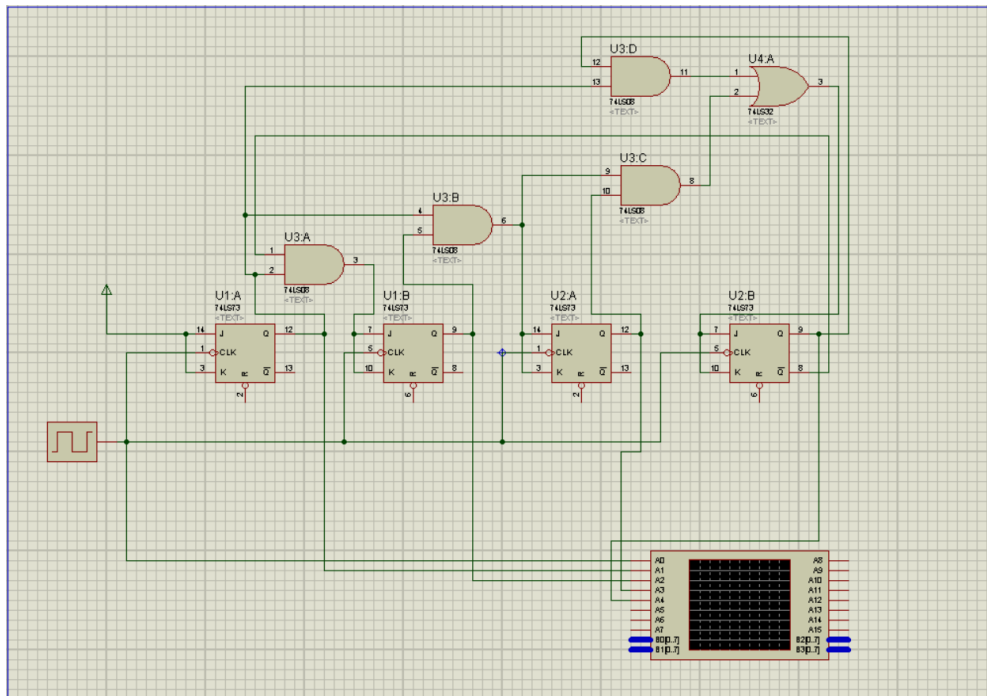 U3:D
12
13
11
74LS08
<TEXT>
U4:A
1
2
3
74LS32
<TEXT>
U3:C
9
10
8
74LS08
<TEXT>
U3:B
4
5
6
74LS08
<TEXT>
U3:A
1
2
3
74LS08
<TEXT>
U1:A
74LS73
<TEXT>
14 J Q 12
1 CLK
3 K R Q 13
2
U1:B
74LS73
<TEXT>
7 J Q 9
5 CLK
10 K R Q 8
6
U2:A
74LS73
<TEXT>
14 J Q 12
1 CLK
3 K R Q 13
2
U2:B
74LS73
<TEXT>
7 J Q 9
5 CLK
10 K R Q 8
6
A0 A8
A1 A9
A2 A10
A3 A11
A4 A12
A5 A13
A6 A14
A7 A15
B0[0..7] B2[0..7]
B1[0..7] B3[0..7]